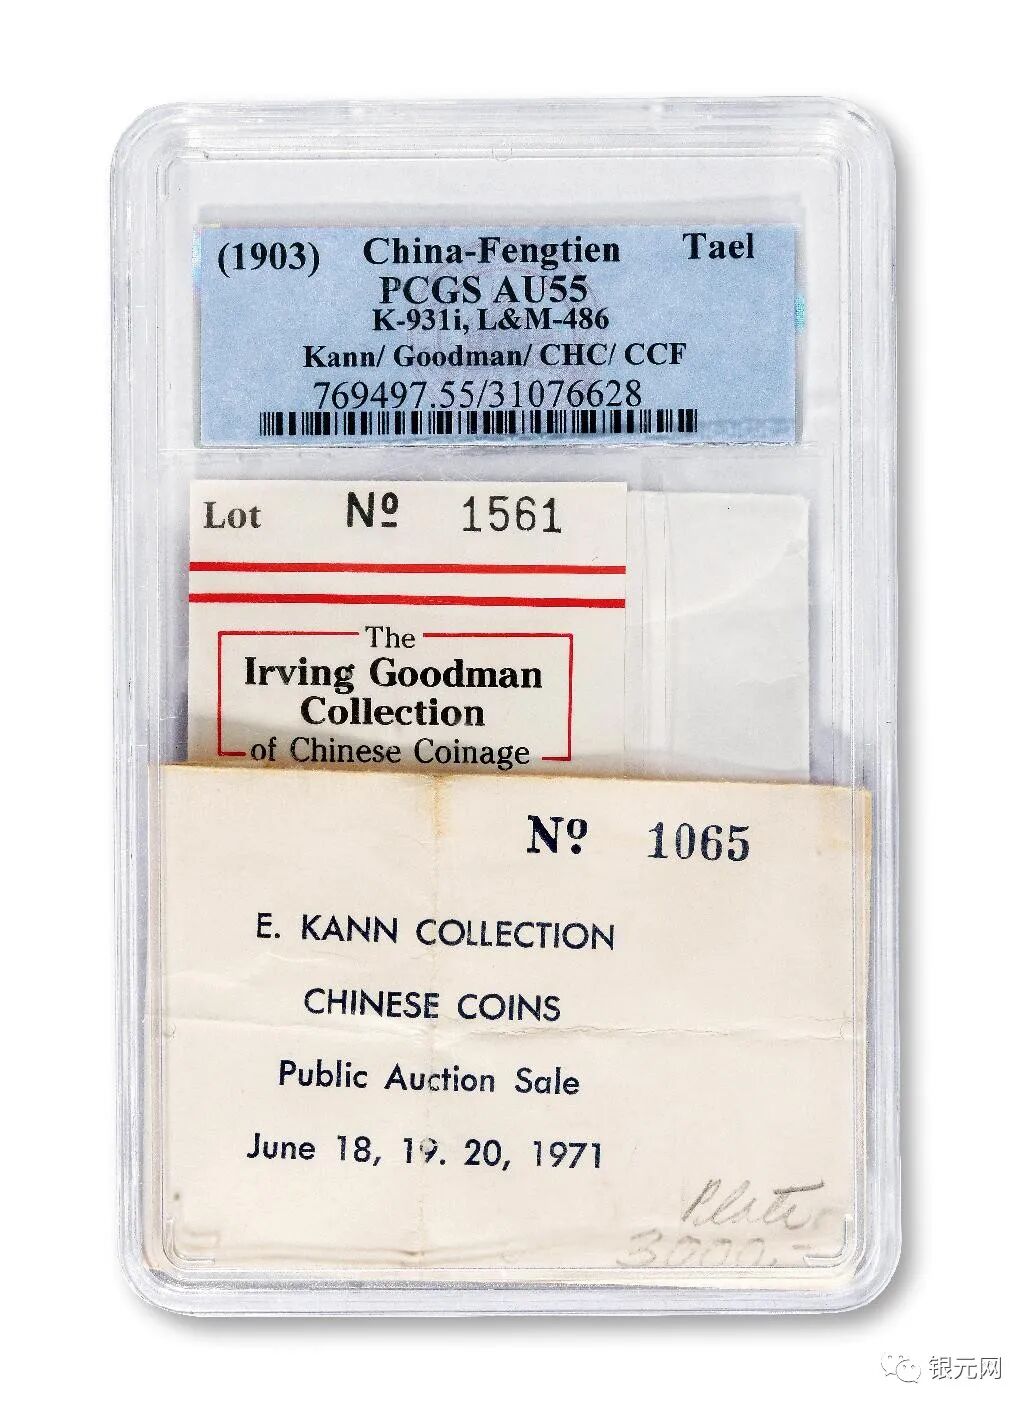 (1903) China-Fengtien Tael
PCGS AU55
K-931i, L&M-486
Kann/ Goodman/ CHC/ CCF
769497.55/31076628
Lot Nº 1561
The
Irving Goodman
Collection
of Chinese Coinage
Nº 1065
E. KANN COLLECTION
CHINESE COINS
Public Auction Sale
June 18, 19. 20, 1971
3000.-
银元网